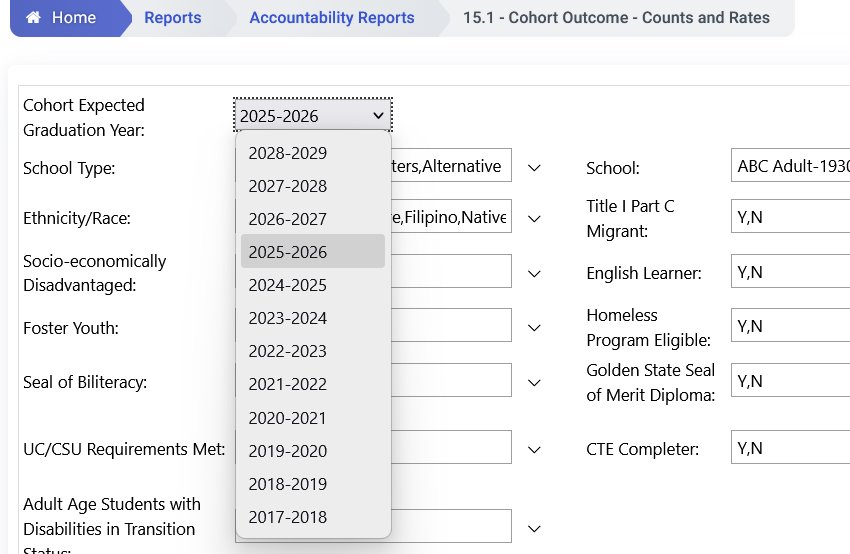 Home
Reports
Accountability Reports
15.1 - Cohort Outcome - Counts and Rates
Cohort Expected
Graduation Year:
2025-2026
2028-2029
2027-2028
2026-2027
2025-2026
2024-2025
2023-2024
2022-2023
2021-2022
2020-2021
2019-2020
2018-2019
2017-2018
School Type:
ters,Alternative
School:
ABC Adult-1930
Ethnicity/Race:
e,Filipino,Native
Title I Part C
Migrant:
Y,N
Socio-economically
Disadvantaged:
English Learner:
Y,N
Foster Youth:
Homeless
Program Eligible:
Y,N
Seal of Biliteracy:
Golden State Seal
of Merit Diploma:
Y,N
UC/CSU Requirements Met:
CTE Completer:
Y,N
Adult Age Students with
Disabilities in Transition
Status: